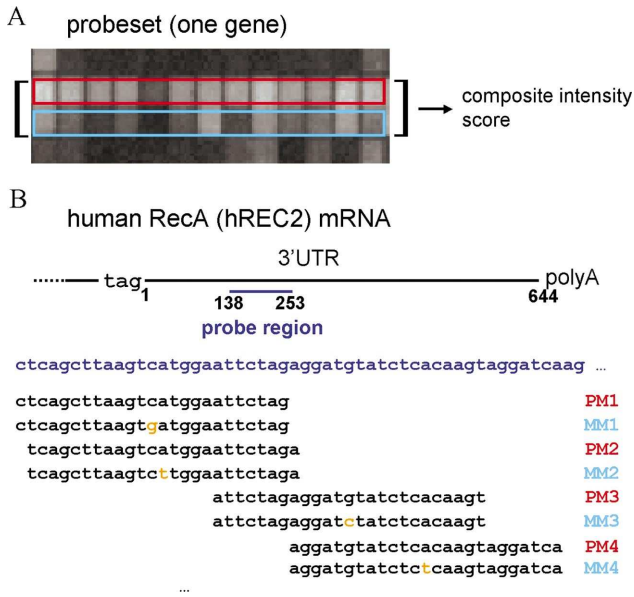 A
probeset (one gene)
composite intensity
score
B
human RecA (hREC2) mRNA
3'UTR
tag
polyA
1
138
253
644
probe region
ctcagcttaagtcatggaattctagaggatgtatctcacaagtaggatcaag ...
ctcagcttaagtcatggaattctag PM1
ctcagcttaagtgatggaattctag MM1
tcagcttaagtcatggaattctaga PM2
tcagcttaagtcttggaattctaga MM2
attctagaggatgtatctcacaagt PM3
attctagaggatctatctcacaagt MM3
aggatgtatctcacaagtaggatca PM4
aggatgtatctctcaagtaggatca MM4
...